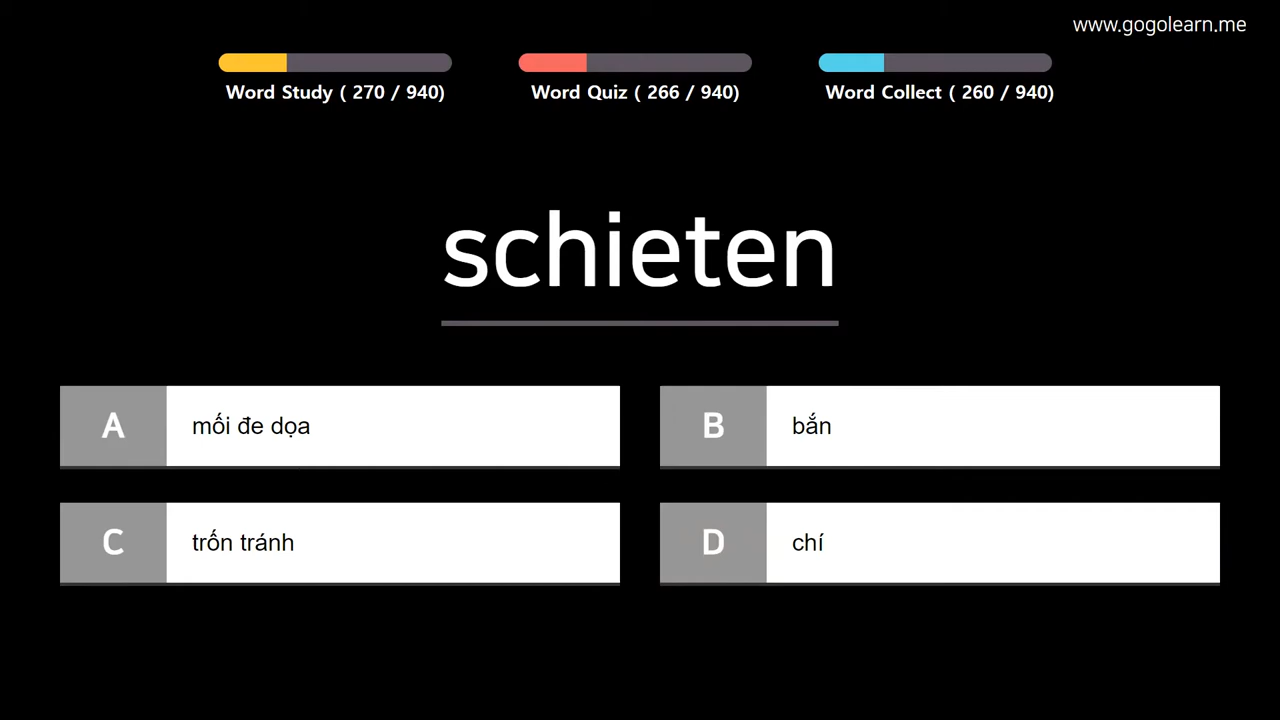 www.gogolearn.me
Word Study ( 270 / 940)
Word Quiz ( 266 / 940)
Word Collect ( 260 / 940)
schieten
A mối đe dọa
B bắn
C trốn tránh
D chí